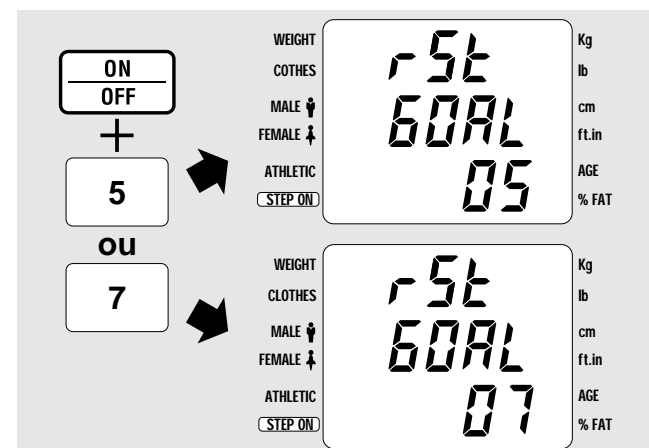 ON
OFF
+
5
ou
7
WEIGHT rSt Kg
COTHES lb
MALE GOAL cm
FEMALE ft.in
ATHLETIC 05 AGE
STEP ON % FAT
WEIGHT rSt Kg
CLOTHES lb
MALE GOAL cm
FEMALE ft.in
ATHLETIC 07 AGE
STEP ON % FAT